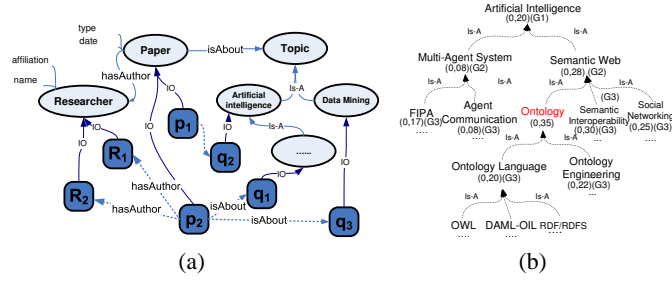 type
date
Paper
isAbout
Topic
affiliation
name
hasAuthor
Researcher
IO
IO
Is-A
Artificial
intelligence
Data Mining
p1
IO
IO
R1
q2
Is-A
......
IO
IO
R2
hasAuthor
hasAuthor
p2
isAbout
q1
IO
isAbout
q3
(a)
Artificial Intelligence
(0,20)(G1)
Is-A
Is-A
Multi-Agent System
(0,08)(G2)
Semantic Web
(0,28) (G2)
Is-A
Is-A
Is-A
Is-A
Is-A
(G3)
FIPA
(0,17)(G3)
....
Agent
Communication
(0,08)(G3)
....
Ontology
(0,35)
Semantic
Interoperability
(0,30)(G3)
....
Social
Networking
(0,25)(G3)
....
Is-A
Is-A
Ontology Language
(0,20)(G3)
Ontology
Engineering
(0,22)(G3)
...
Is-A
Is-A
Is-A
OWL
....
DAML-OIL
....
RDF/RDFS
....
(b)